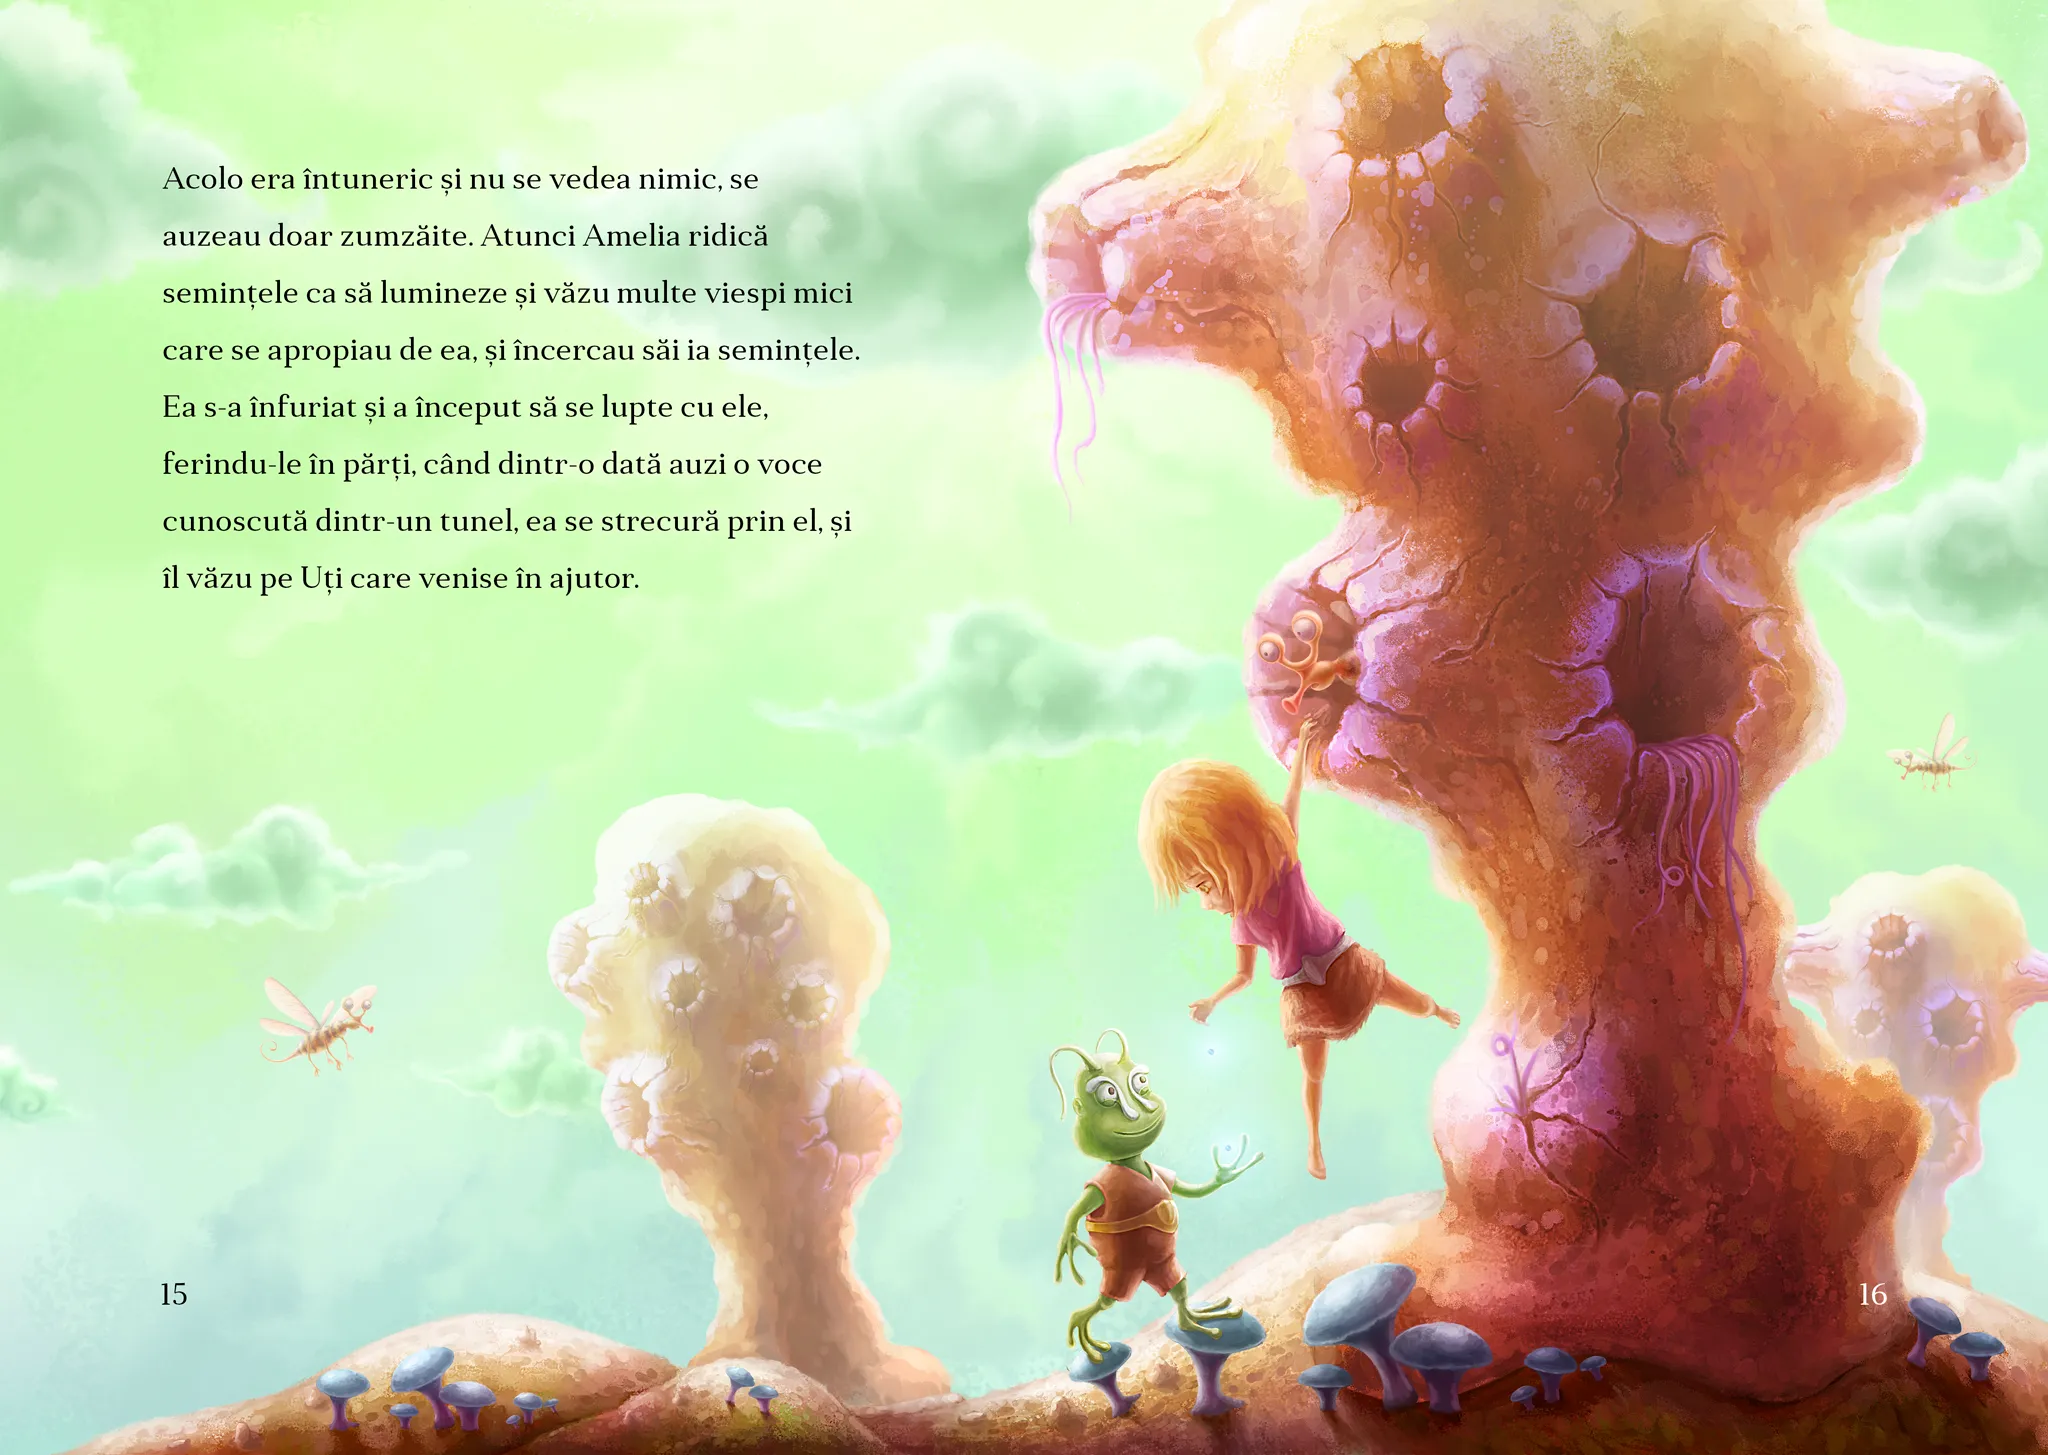 Acolo era întuneric și nu se vedea nimic, se
auzeau doar zumzăite. Atunci Amelia ridică
semințele ca să lumineze și văzu multe viespi mici
care se apropiau de ea, și încercau săi ia semințele.
Ea s-a înfuriat și a început să se lupte cu ele,
ferindu-le în părți, când dintr-o dată auzi o voce
cunoscută dintr-un tunel, ea se strecură prin el, și
îl văzu pe Uți care venise în ajutor.
15
16